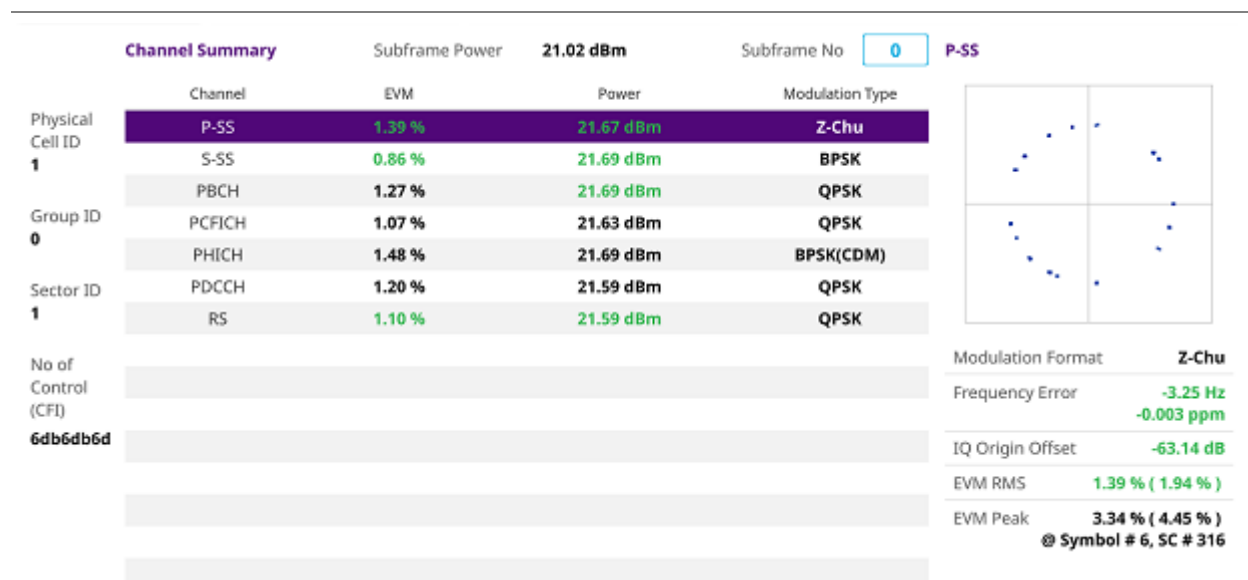 Channel Summary Subframe Power 21.02 dBm Subframe No 0 P-SS
Channel EVM Power Modulation Type
Physical
Cell ID
1
P-SS 1.39 % 21.67 dBm Z-Chu
S-SS 0.86 % 21.69 dBm BPSK
PBCH 1.27 % 21.69 dBm QPSK
Group ID
0
PCFICH 1.07 % 21.63 dBm QPSK
PHICH 1.48 % 21.69 dBm BPSK(CDM)
Sector ID
1
PDCCH 1.20 % 21.59 dBm QPSK
RS 1.10 % 21.59 dBm QPSK
No of
Control
(CFI)
6db6db6d
Modulation Format Z-Chu
Frequency Error -3.25 Hz
-0.003 ppm
IQ Origin Offset -63.14 dB
EVM RMS 1.39 % ( 1.94 % )
EVM Peak 3.34 % ( 4.45 % )
@ Symbol # 6, SC # 316